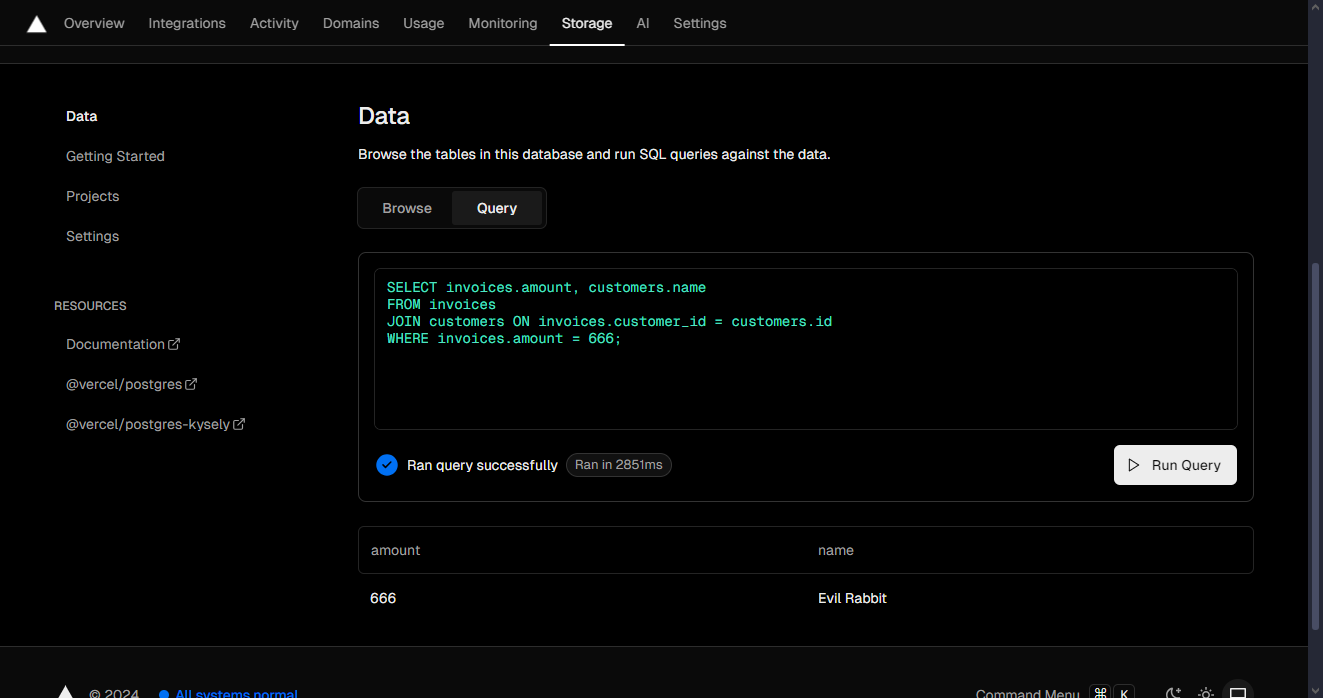 Overview Integrations Activity Domains Usage Monitoring Storage AI Settings
Data
Getting Started
Projects
Settings
RESOURCES
Documentation
@vercel/postgres
@vercel/postgres-kysely
Data
Browse the tables in this database and run SQL queries against the data.
Browse Query
SELECT invoices.amount, customers.name
FROM invoices
JOIN customers ON invoices.customer_id = customers.id
WHERE invoices.amount = 666;
Ran query successfully Ran in 2851ms
Run Query
amount name
666 Evil Rabbit
© 2024 All systems normal Command Menu ⌘ K